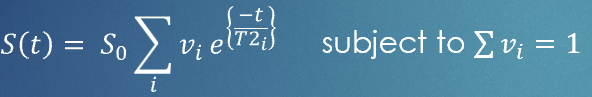 S(t) = S₀ ∑ᵢ vᵢ e^{−t / T2ᵢ} subject to ∑ vᵢ = 1